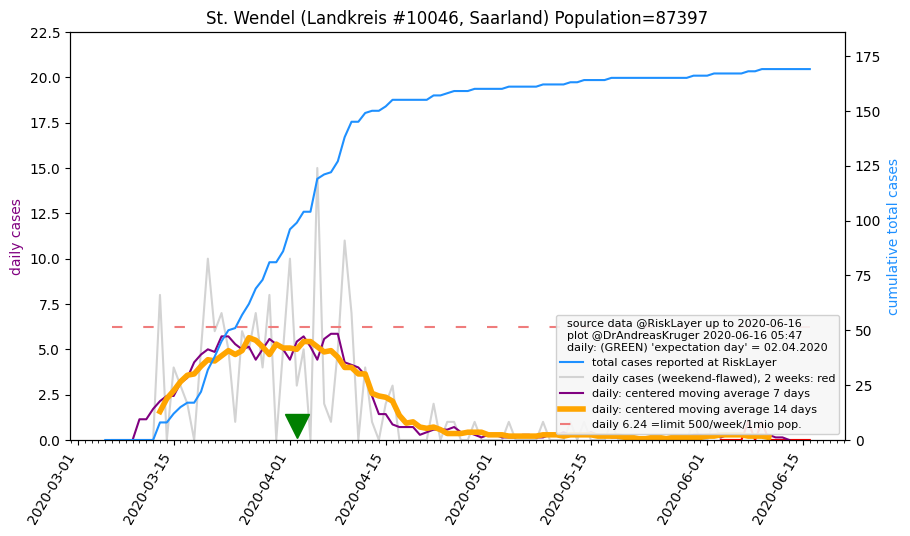 St. Wendel (Landkreis #10046, Saarland) Population=87397
22.5
20.0
17.5
15.0
12.5
10.0
7.5
5.0
2.5
0.0
daily cases
175
150
125
100
75
50
25
0
cumulative total cases
source data @RiskLayer up to 2020-06-16
plot @DrAndreasKruger 2020-06-16 05:47
daily: (GREEN) 'expectation day' = 02.04.2020
total cases reported at RiskLayer
daily cases (weekend-flawed), 2 weeks: red
daily: centered moving average 7 days
daily: centered moving average 14 days
daily 6.24 =limit 500/week/1mio pop.
2020-03-01
2020-03-15
2020-04-01
2020-04-15
2020-05-01
2020-05-15
2020-06-01
2020-06-15